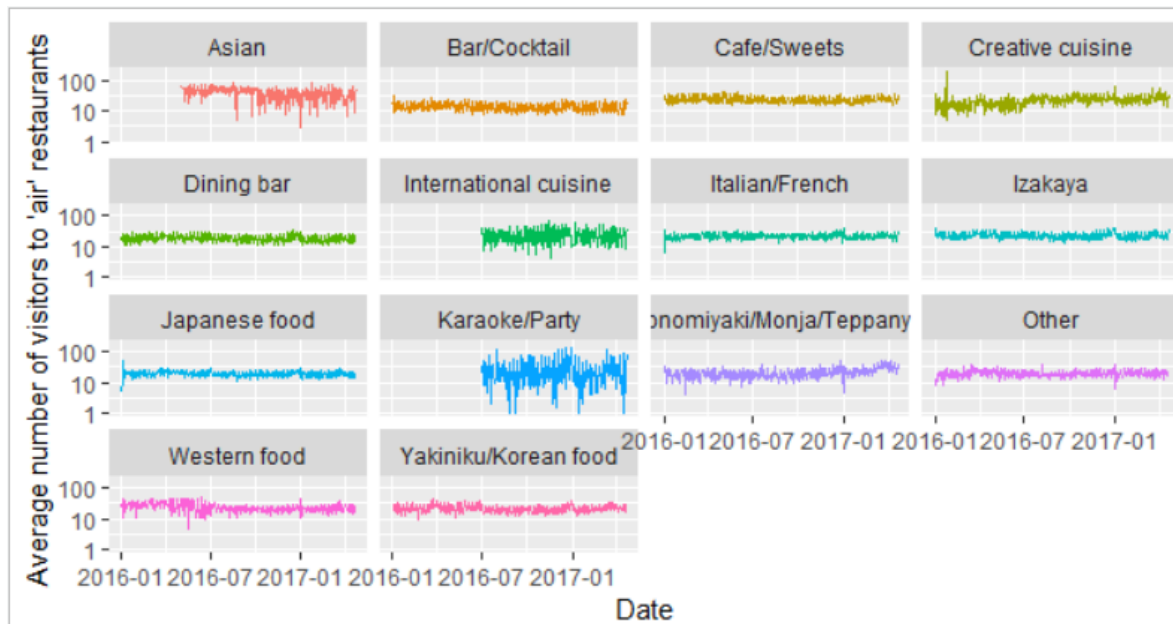 Average number of visitors to 'air' restaurants
Asian
Bar/Cocktail
Cafe/Sweets
Creative cuisine
100
10
1
Dining bar
International cuisine
Italian/French
Izakaya
100
10
1
Japanese food
Karaoke/Party
onomiyaki/Monja/Teppany
Other
100
10
1
2016-01 2016-07 2017-01 2016-01 2016-07 2017-01
Western food
Yakiniku/Korean food
100
10
1
2016-01 2016-07 2017-01 2016-01 2016-07 2017-01
Date